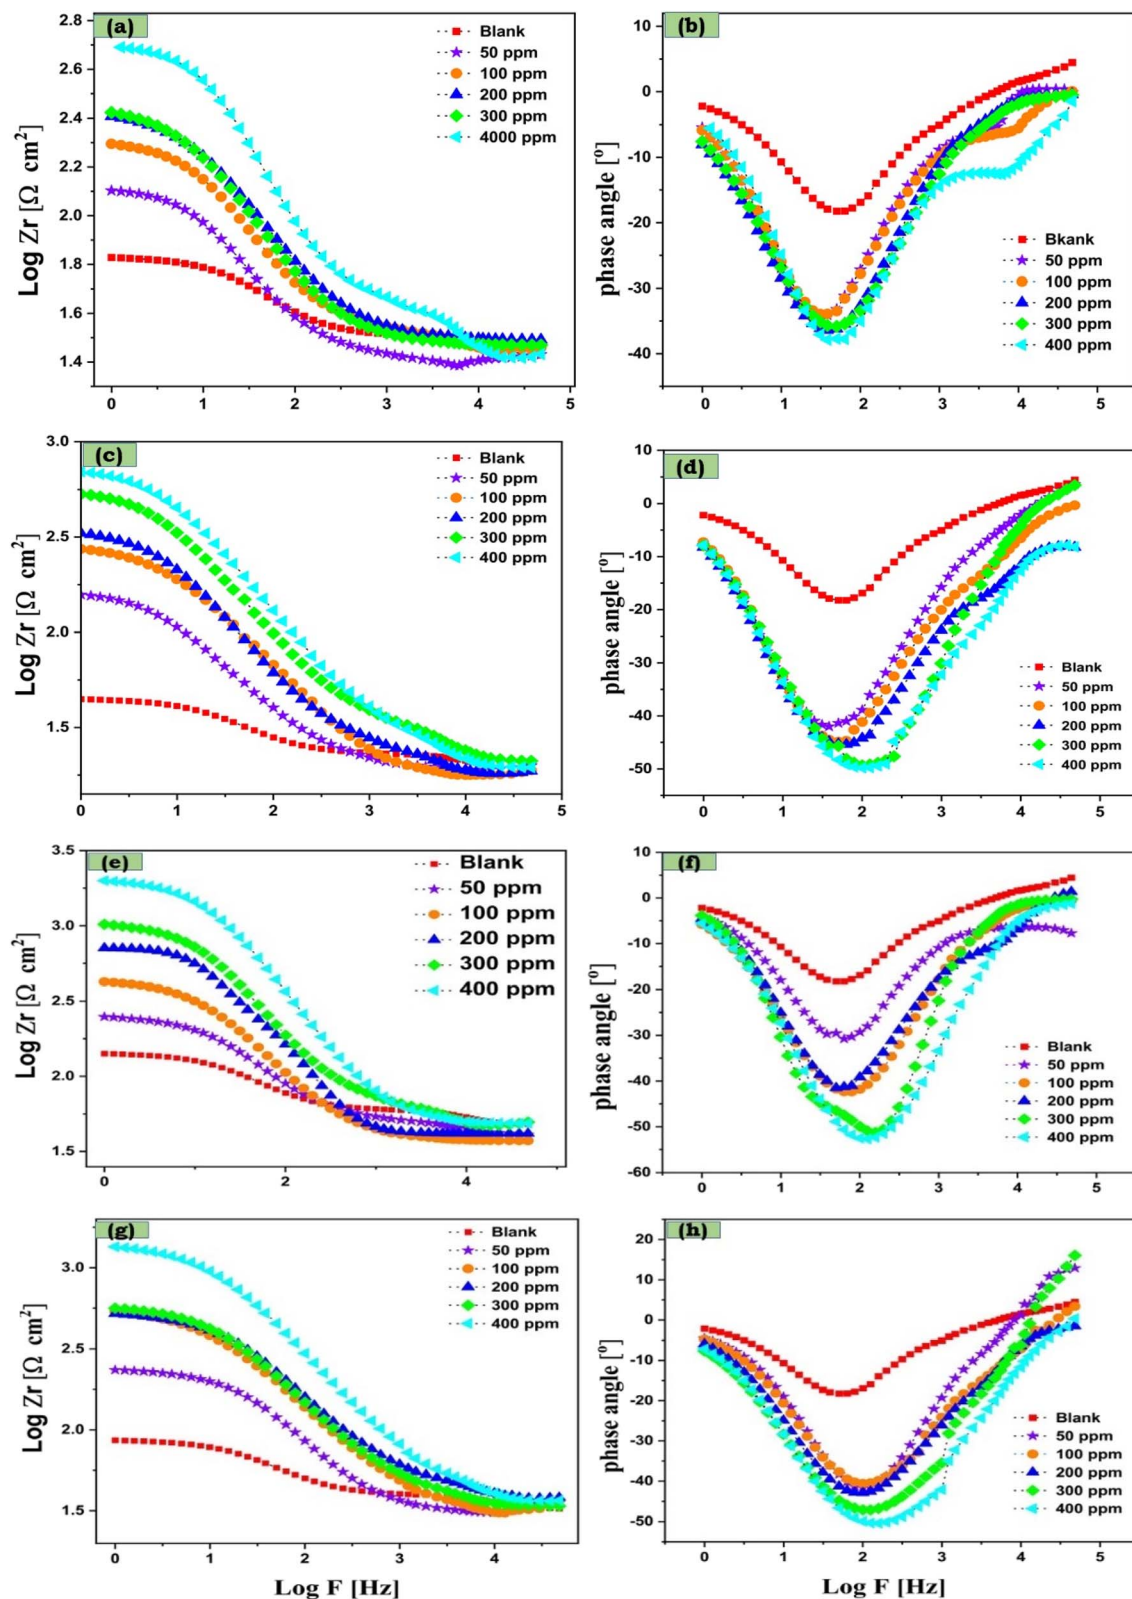 (a)
Blank
50 ppm
100 ppm
200 ppm
300 ppm
4000 ppm
2.8
2.6
2.4
2.2
2.0
1.8
1.6
1.4
Log Zr [Ω cm²]
0 1 2 3 4 5
(b)
Bkank
50 ppm
100 ppm
200 ppm
300 ppm
400 ppm
10
0
-10
-20
-30
-40
phase angle [º]
0 1 2 3 4 5
(c)
Blank
50 ppm
100 ppm
200 ppm
300 ppm
400 ppm
3.0
2.5
2.0
1.5
Log Zr [Ω cm²]
0 1 2 3 4 5
(d)
Blank
50 ppm
100 ppm
200 ppm
300 ppm
400 ppm
10
0
-10
-20
-30
-40
-50
phase angle [º]
0 1 2 3 4 5
(e)
Blank
50 ppm
100 ppm
200 ppm
300 ppm
400 ppm
3.5
3.0
2.5
2.0
1.5
Log Zr [Ω cm²]
0 2 4
(f)
Blank
50 ppm
100 ppm
200 ppm
300 ppm
400 ppm
10
0
-10
-20
-30
-40
-50
-60
phase angle [º]
0 1 2 3 4 5
(g)
Blank
50 ppm
100 ppm
200 ppm
300 ppm
400 ppm
3.0
2.5
2.0
1.5
Log Zr [Ω cm²]
0 1 2 3 4
Log F [Hz]
(h)
Blank
50 ppm
100 ppm
200 ppm
300 ppm
400 ppm
20
10
0
-10
-20
-30
-40
-50
phase angle [º]
0 1 2 3 4 5
Log F [Hz]